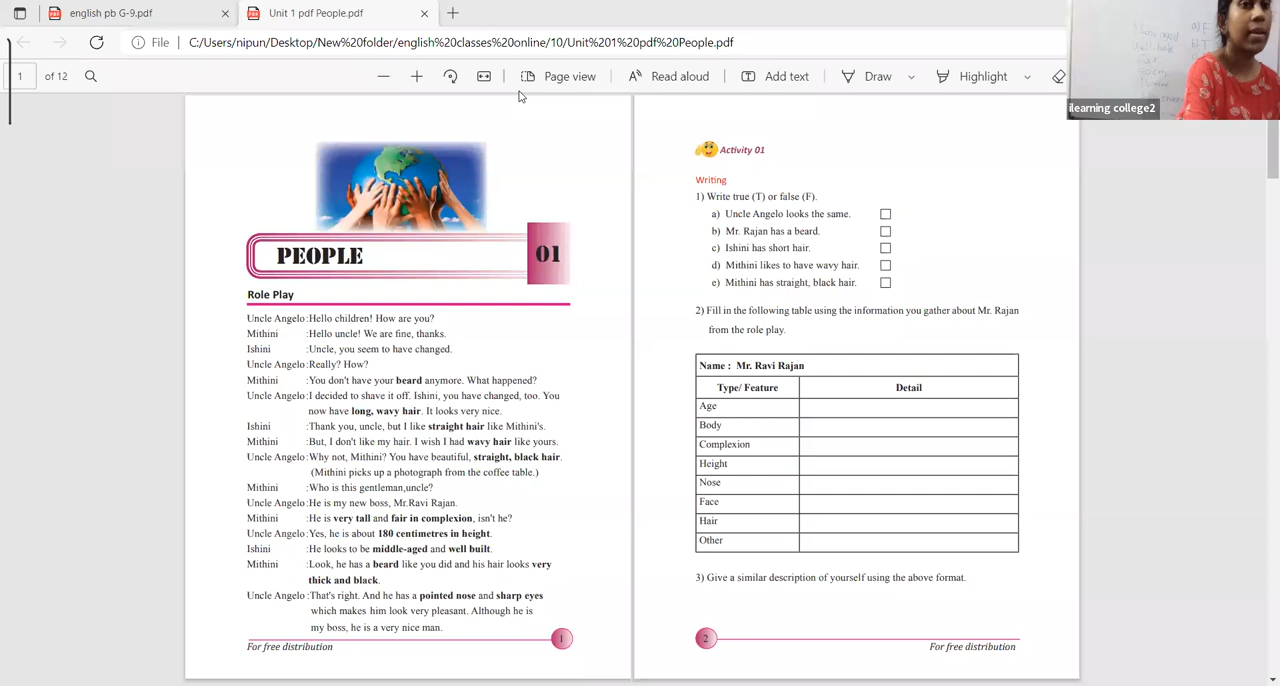 english pb G-9.pdf
Unit 1 pdf People.pdf
File
C:/Users/nipun/Desktop/New%20folder/english%20classes%20online/10/Unit%201%20pdf%20People.pdf
1
of 12
Page view
Read aloud
Add text
Draw
Highlight
ilearning college2
PEOPLE
01
Role Play
Uncle Angelo :Hello children! How are you?
Mithini :Hello uncle! We are fine, thanks.
Ishini :Uncle, you seem to have changed.
Uncle Angelo :Really? How?
Mithini :You don't have your beard anymore. What happened?
Uncle Angelo :I decided to shave it off. Ishini, you have changed, too. You
now have long, wavy hair. It looks very nice.
Ishini :Thank you, uncle, but I like straight hair like Mithini's.
Mithini :But, I don't like my hair. I wish I had wavy hair like yours.
Uncle Angelo :Why not, Mithini? You have beautiful, straight, black hair.
(Mithini picks up a photograph from the coffee table.)
Mithini :Who is this gentleman,uncle?
Uncle Angelo :He is my new boss, Mr.Ravi Rajan.
Mithini :He is very tall and fair in complexion, isn't he?
Uncle Angelo :Yes, he is about 180 centimetres in height.
Ishini :He looks to be middle-aged and well built.
Mithini :Look, he has a beard like you did and his hair looks very
thick and black.
Uncle Angelo :That's right. And he has a pointed nose and sharp eyes
which makes him look very pleasant. Although he is
my boss, he is a very nice man.
1
For free distribution
Activity 01
Writing
1) Write true (T) or false (F).
a) Uncle Angelo looks the same.
b) Mr. Rajan has a beard.
c) Ishini has short hair.
d) Mithini likes to have wavy hair.
e) Mithini has straight, black hair.
2) Fill in the following table using the information you gather about Mr. Rajan
from the role play.
Name : Mr. Ravi Rajan
Type/ Feature Detail
Age
Body
Complexion
Height
Nose
Face
Hair
Other
3) Give a similar description of yourself using the above format.
2
For free distribution